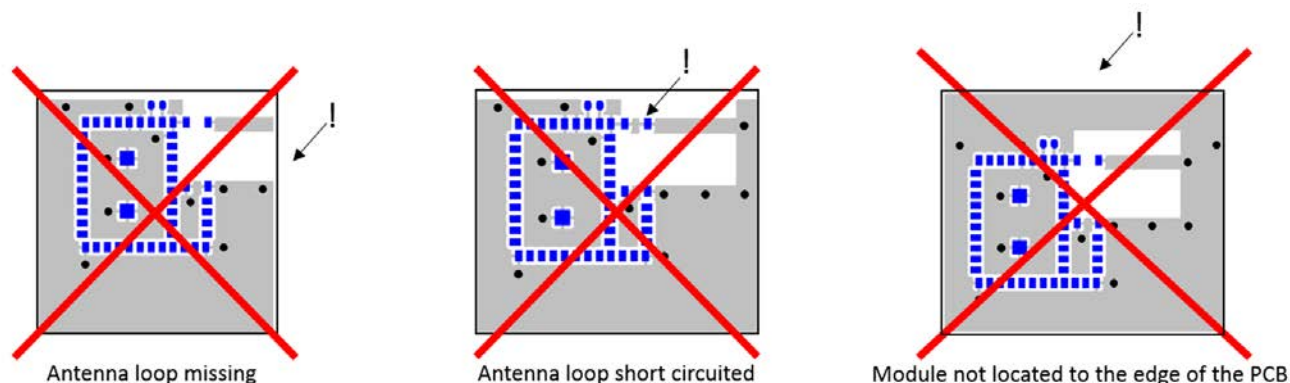 !
!
!
Antenna loop missing
Antenna loop short circuited
Module not located to the edge of the PCB